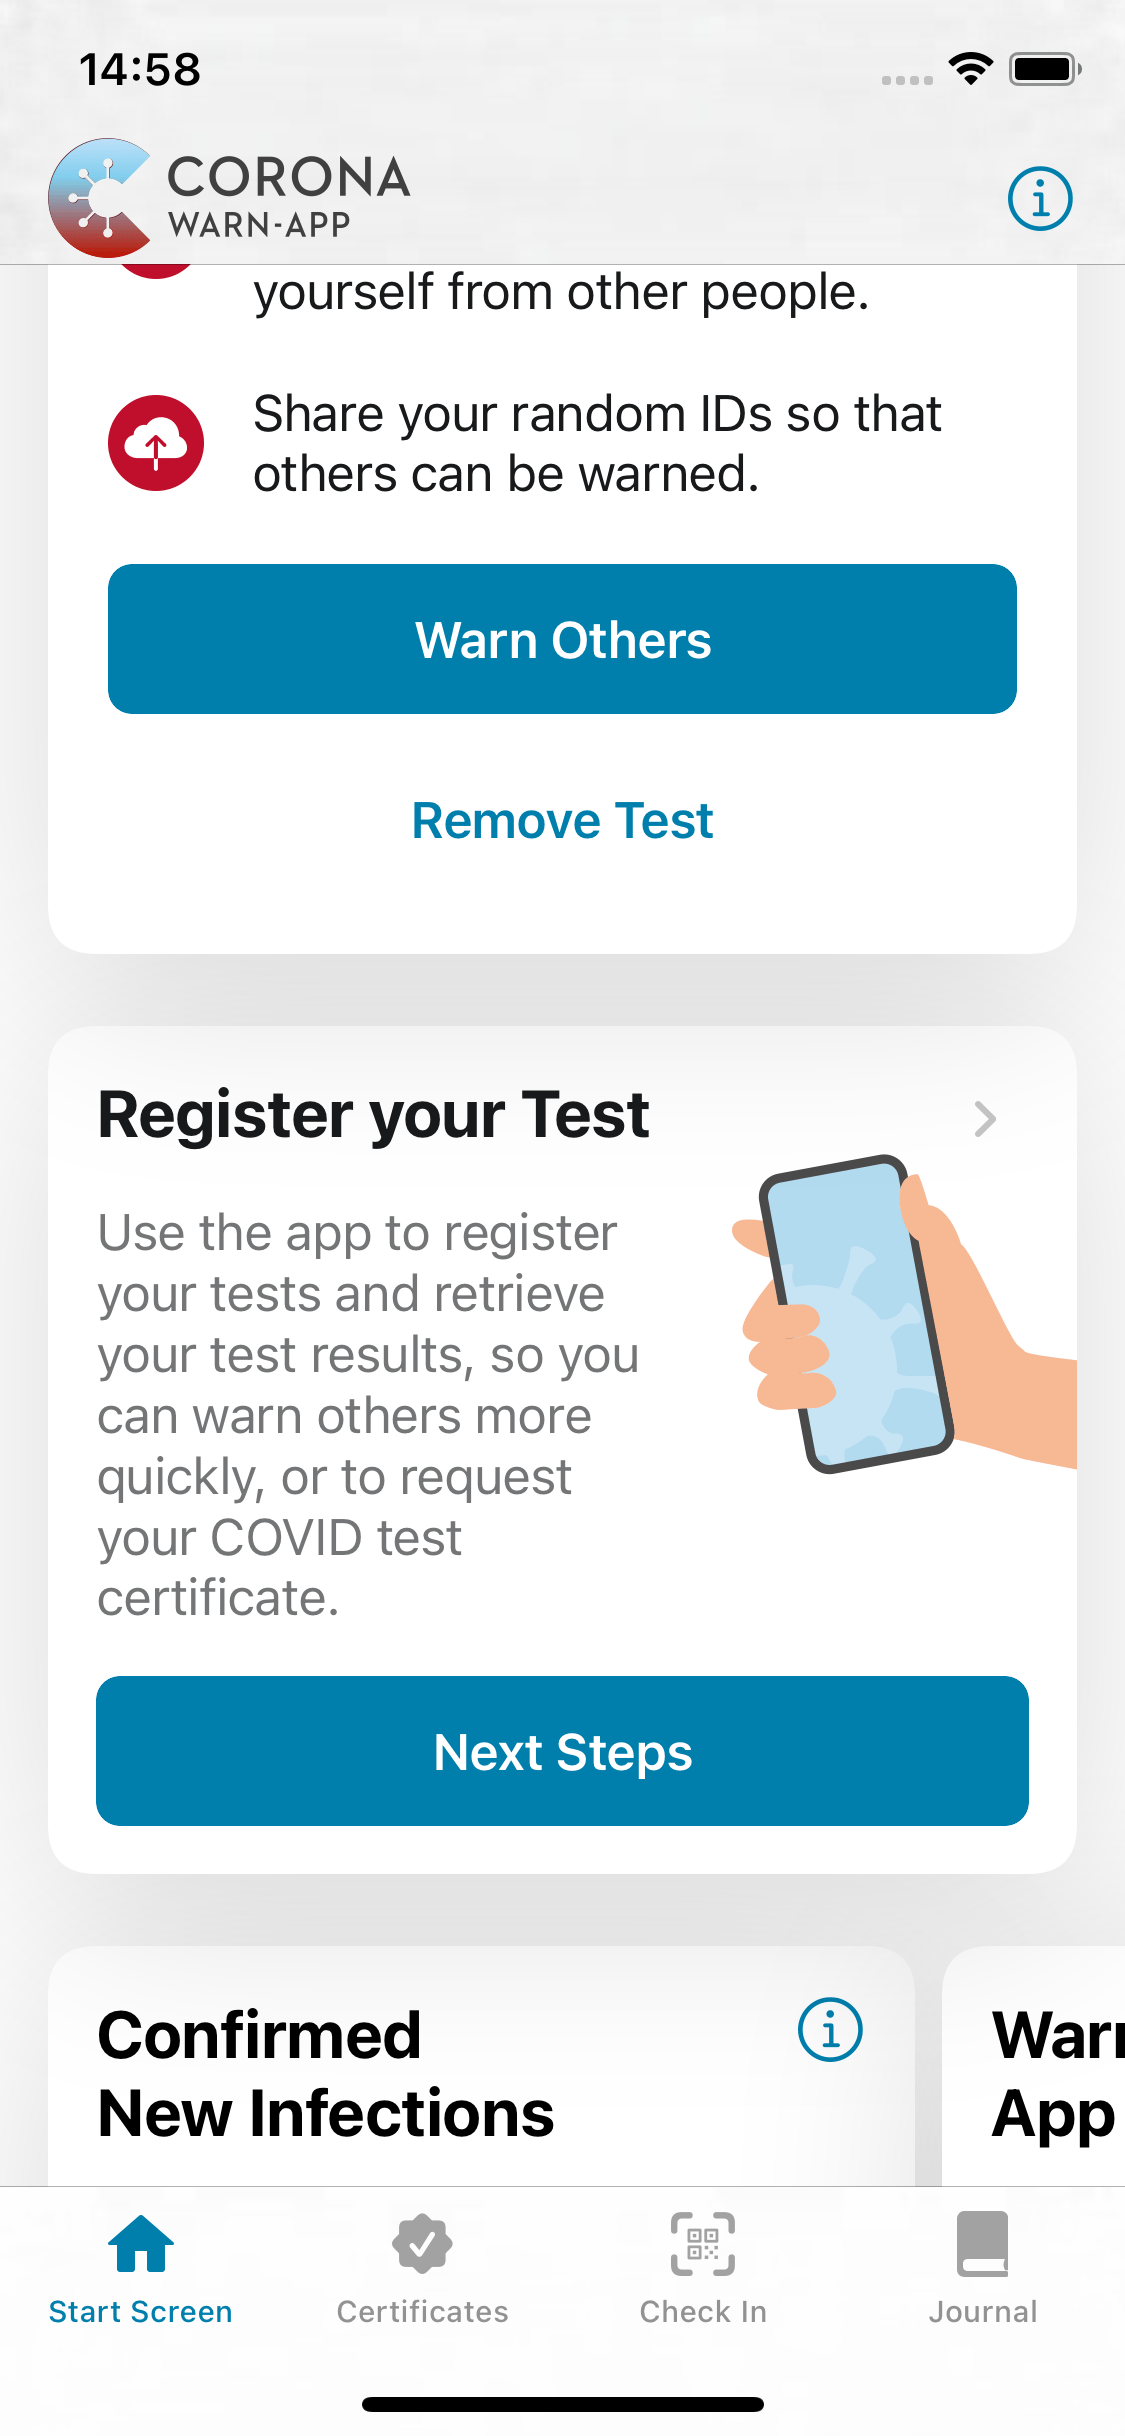 14:58
CORONA
WARN-APP
yourself from other people.
Share your random IDs so that
others can be warned.
Warn Others
Remove Test
Register your Test
Use the app to register
your tests and retrieve
your test results, so you
can warn others more
quickly, or to request
your COVID test
certificate.
Next Steps
Confirmed
New Infections
App
Start Screen
Certificates
Check In
Journal